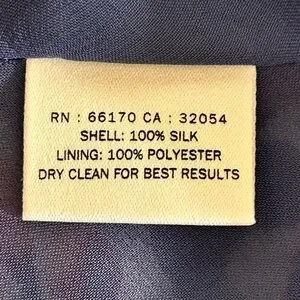 RN : 66170 CA : 32054
SHELL: 100% SILK
LINING: 100% POLYESTER
DRY CLEAN FOR BEST RESULTS